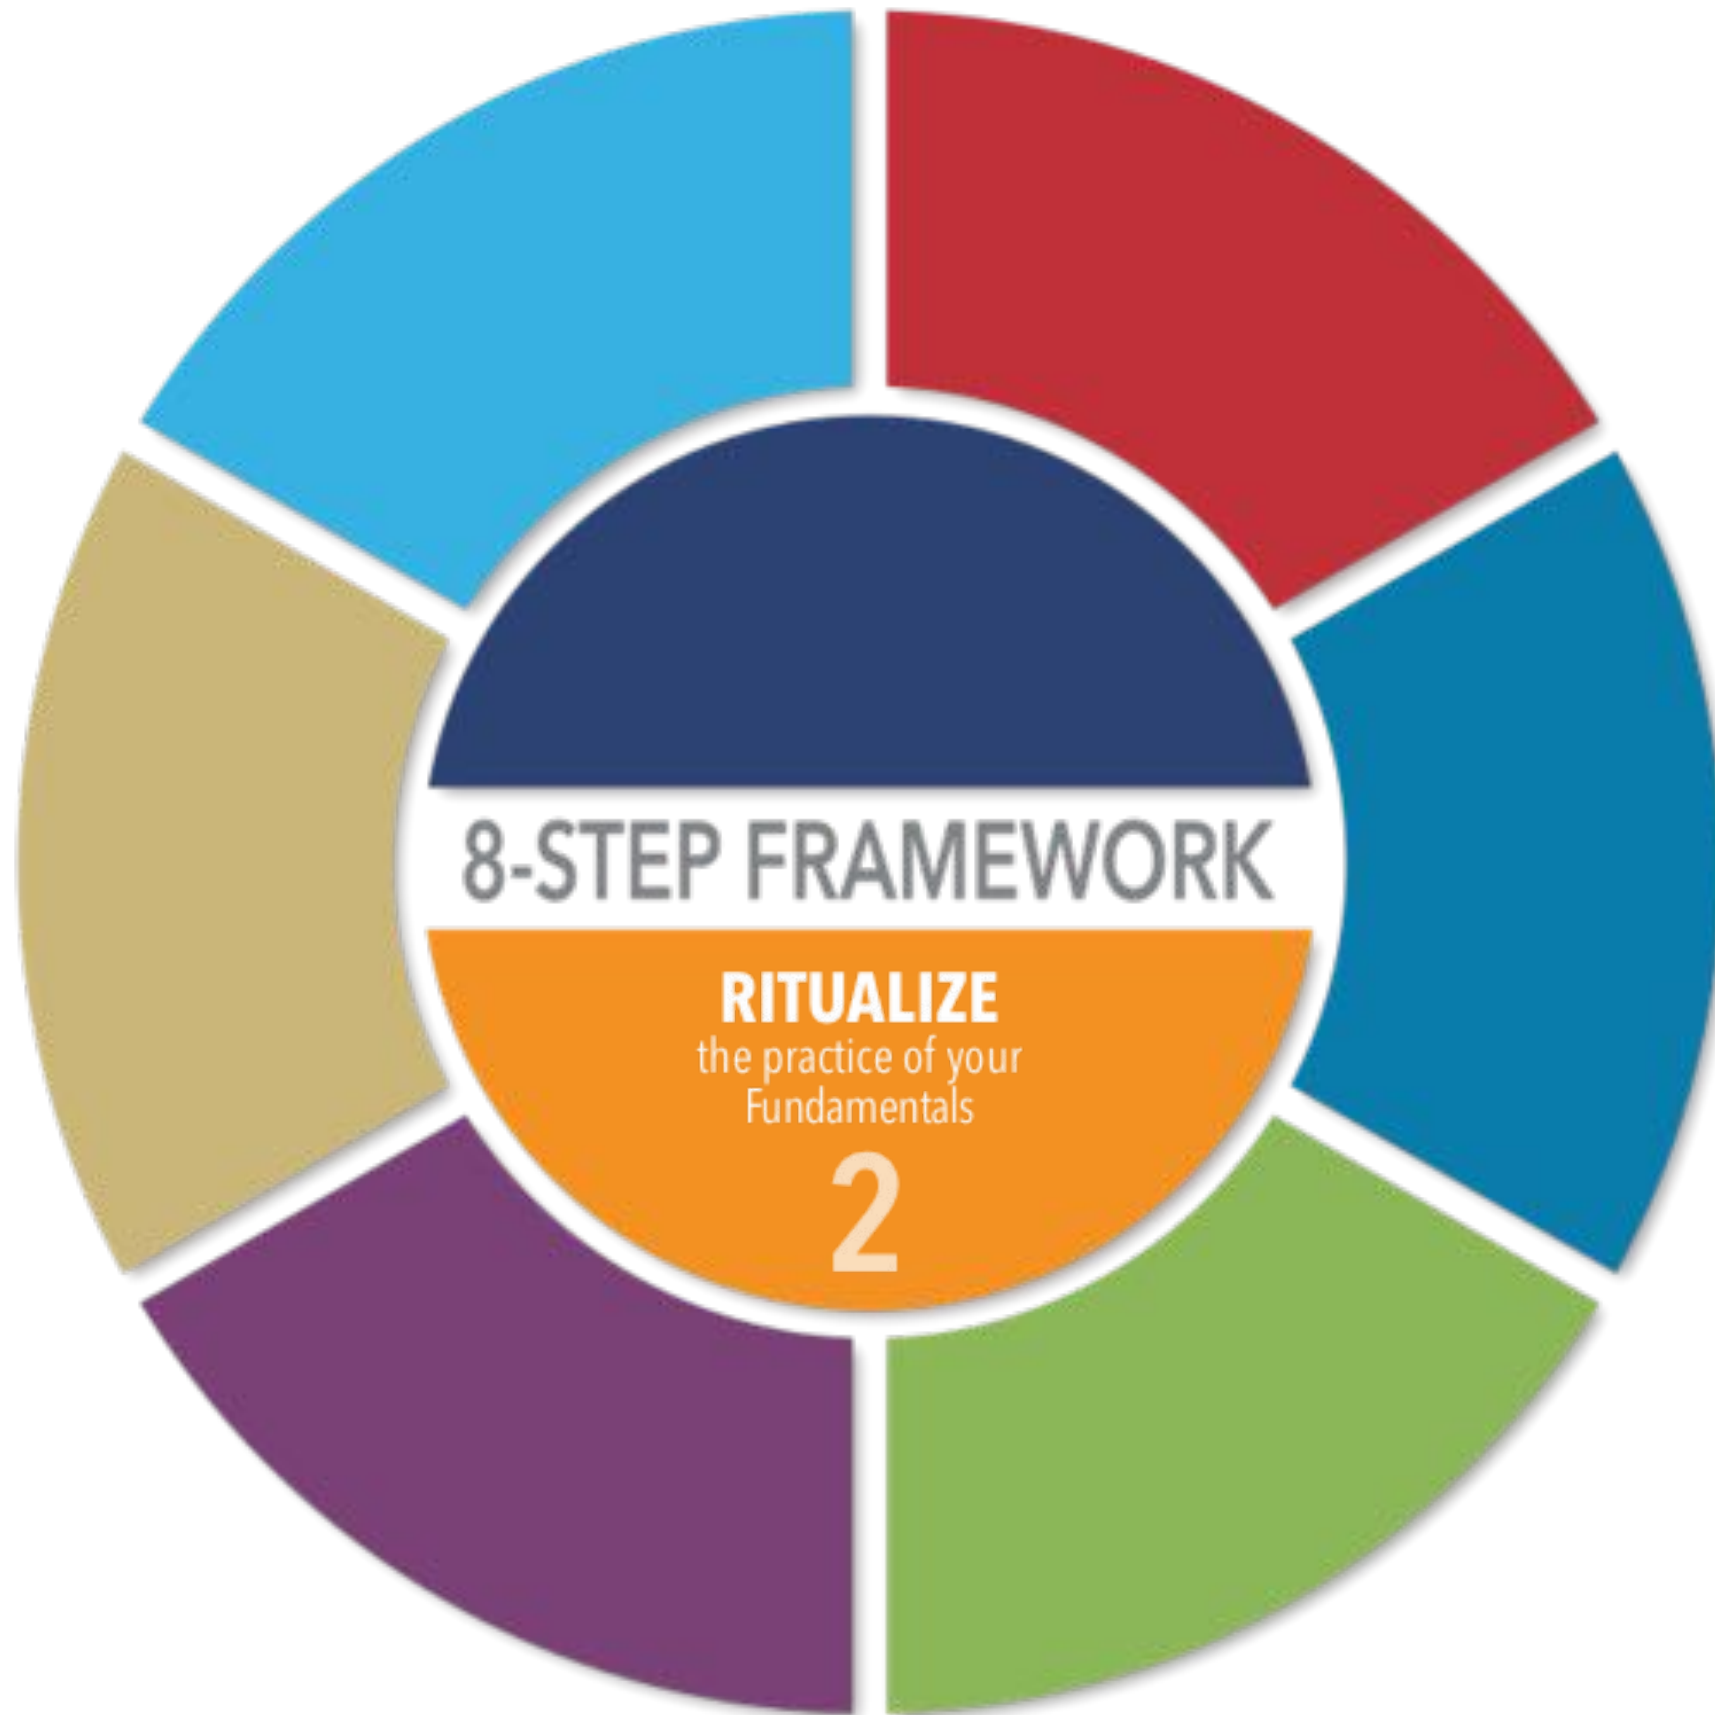 8-STEP FRAMEWORK
RITUALIZE
the practice of your
Fundamentals
2